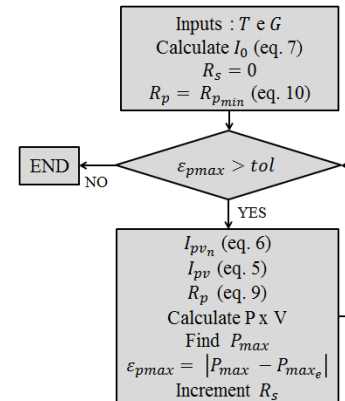 Inputs : T e G
Calculate I₀ (eq. 7)
Rₛ = 0
Rₚ = Rₚₘᵢₙ (eq. 10)
εₚₘₐₓ > tol
END
NO
YES
Iₚᵥₙ (eq. 6)
Iₚᵥ (eq. 5)
Rₚ (eq. 9)
Calculate P x V
Find Pₘₐₓ
εₚₘₐₓ = |Pₘₐₓ − Pₘₐₓₑ|
Increment Rₛ